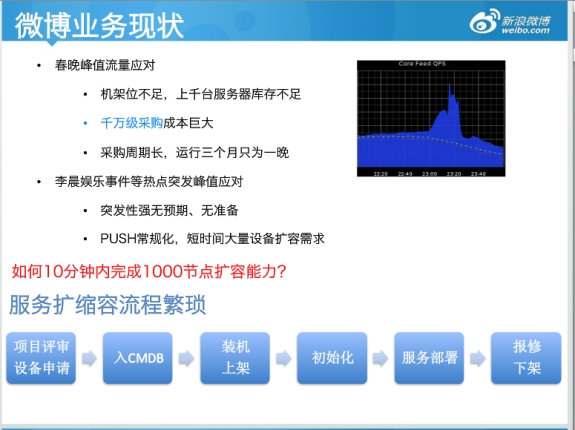 微博业务现状
新浪微博
weibo.com
• 春晚峰值流量应对
• 机架位不足，上千台服务器库存不足
• 千万级采购成本巨大
• 采购周期长，运行三个月只为一晚
• 李晨娱乐事件等热点突发峰值应对
• 突发性强无预期、无准备
• PUSH常规化，短时间大量设备扩容需求
Core Feed QPS
22:20 22:40 23:00 23:20 23:40
如何10分钟内完成1000节点扩容能力？
服务扩缩容流程繁琐
项目评审
设备申请
入CMDB
装机
上架
初始化
服务部署
报修
下架